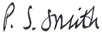 P. S. Smith